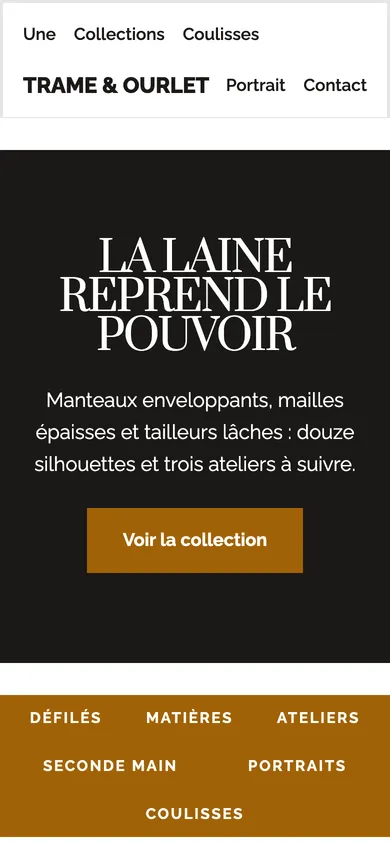 Une Collections Coulisses
TRAME & OURLET Portrait Contact
LA LAINE
REPREND LE
POUVOIR
Manteaux enveloppants, mailles
épaisses et tailleurs lâches : douze
silhouettes et trois ateliers à suivre.
Voir la collection
DÉFILÉS MATIÈRES ATELIERS
SECONDE MAIN PORTRAITS
COULISSES